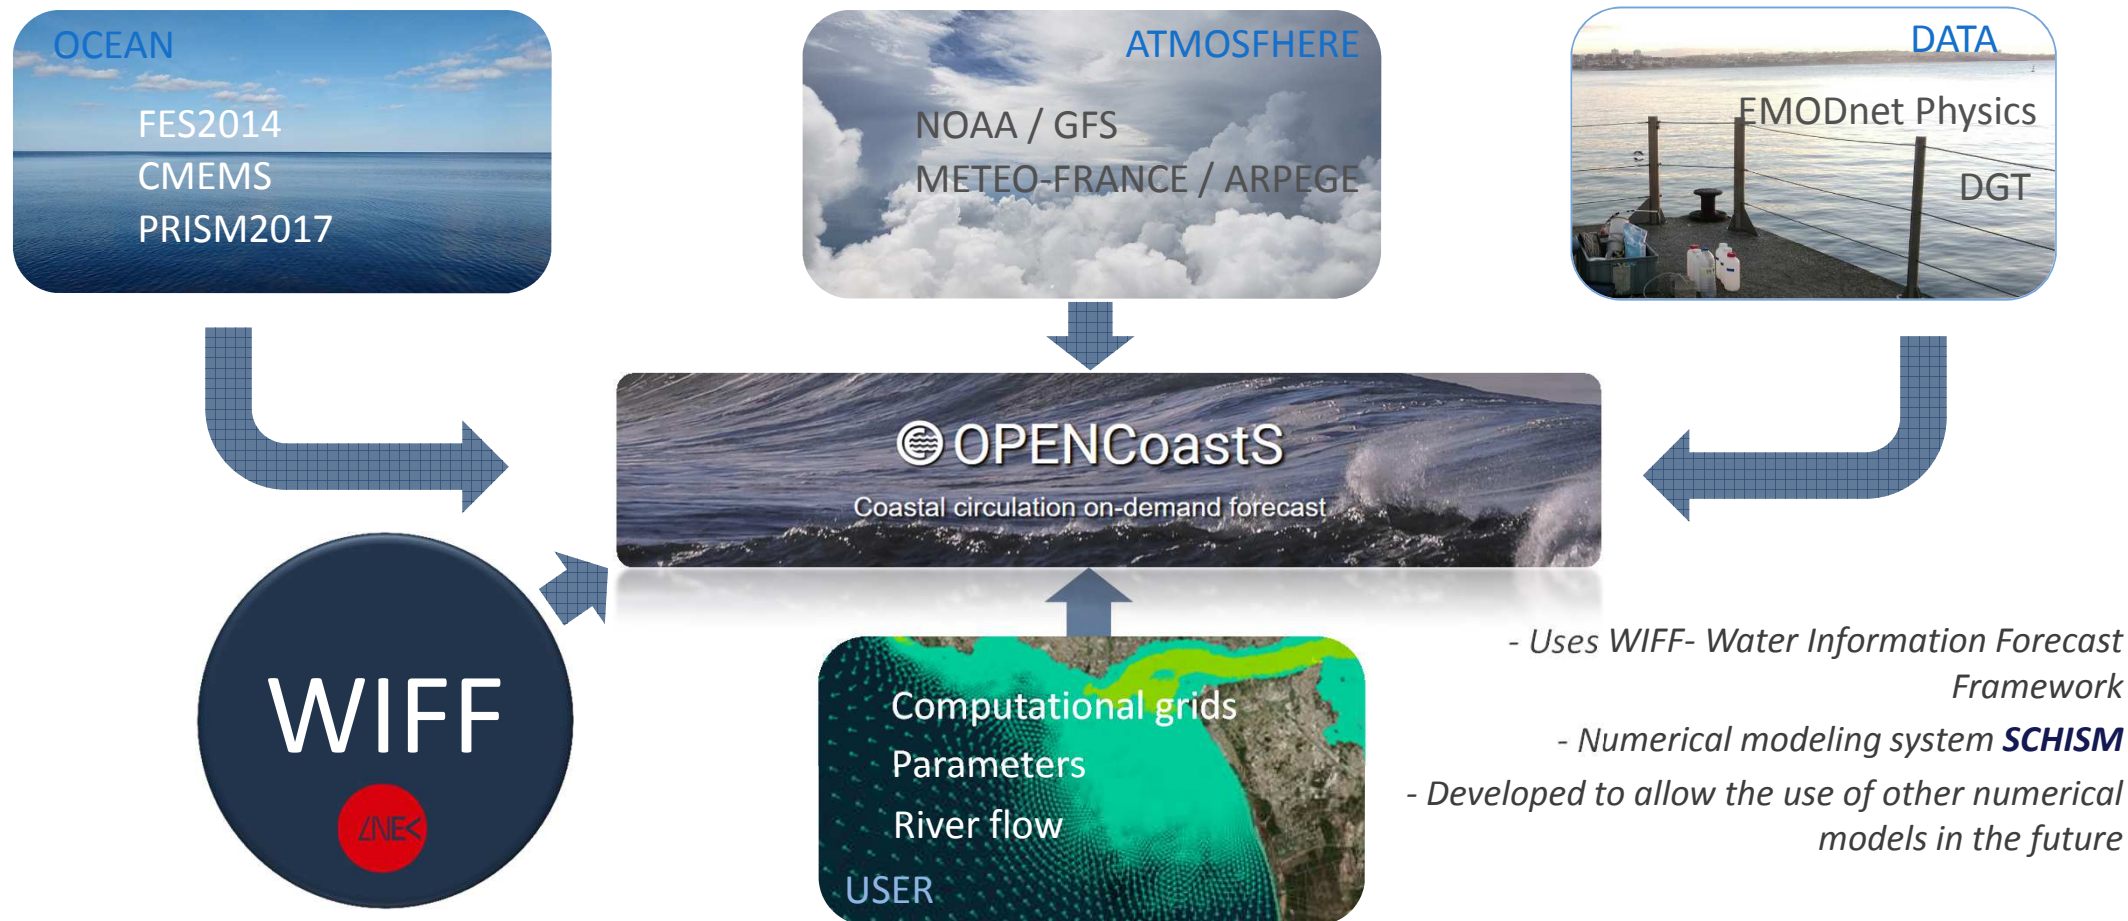 OCEAN
FES2014
CMEMS
PRISM2017
ATMOSFHERE
NOAA / GFS
METEO-FRANCE / ARPEGE
DATA
EMODnet Physics
DGT
OPENCoastS
Coastal circulation on-demand forecast
WIFF
LNEC
Computational grids
Parameters
River flow
USER
- Uses WIFF- Water Information Forecast
Framework
- Numerical modeling system SCHISM
- Developed to allow the use of other numerical
models in the future